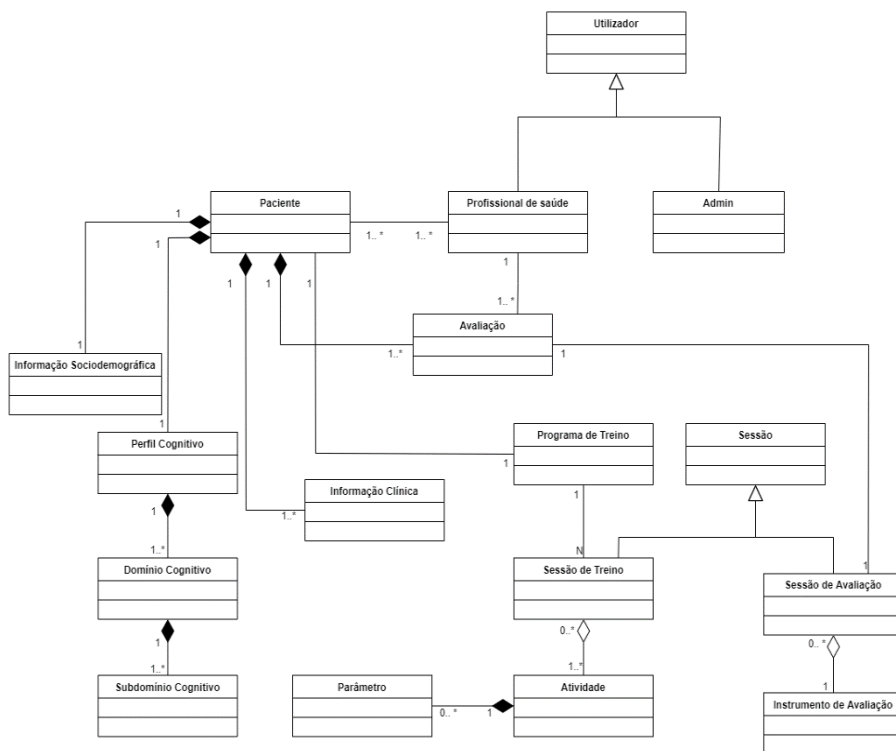 Utilizador
Paciente
Profissional de saúde
Admin
1
1.. *
1.. *
1
1
1
1
1
1.. *
Avaliação
1
1..*
1
Informação Sociodemográfica
1
Perfil Cognitivo
Programa de Treino
Sessão
1
Informação Clínica
1..*
1
1
1..*
N
1
Domínio Cognitivo
Sessão de Treino
Sessão de Avaliação
1
0..*
0.. *
1..*
1..*
1
Subdomínio Cognitivo
Parâmetro
Atividade
Instrumento de Avaliação
0.. *
1